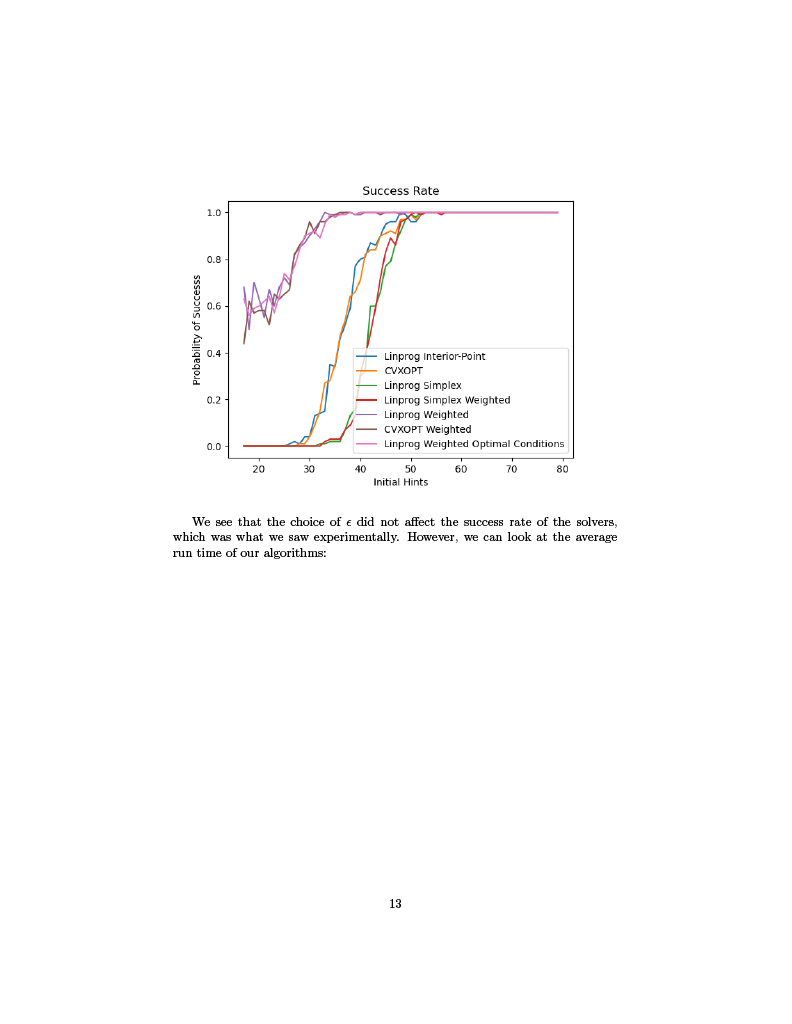 Success Rate
1.0
0.8
0.6
0.4
0.2
0.0
Probability of Successs
Linprog Interior-Point
CVXOPT
Linprog Simplex
Linprog Simplex Weighted
Linprog Weighted
CVXOPT Weighted
Linprog Weighted Optimal Conditions
20 30 40 50 60 70 80
Initial Hints
We see that the choice of ϵ did not affect the success rate of the solvers,
which was what we saw experimentally. However, we can look at the average
run time of our algorithms:
13